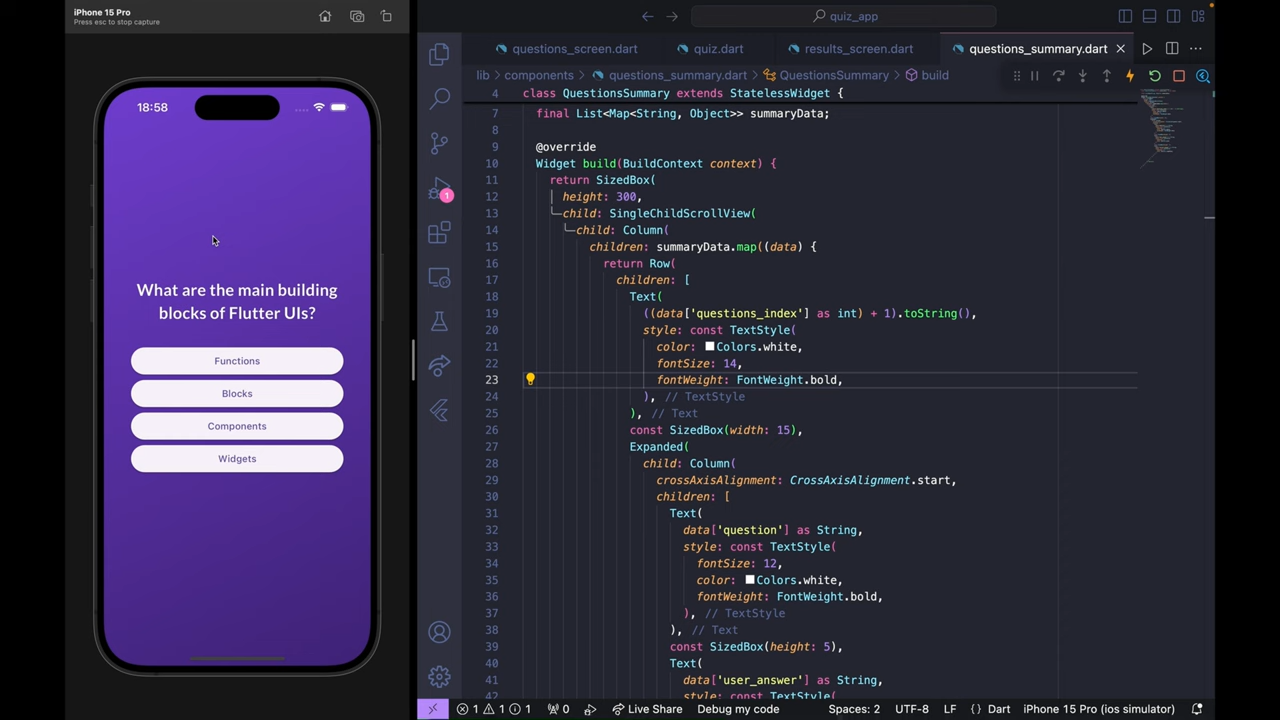 iPhone 15 Pro
Press esc to stop capture
18:58
What are the main building
blocks of Flutter UIs?
Functions
Blocks
Components
Widgets
quiz_app
questions_screen.dart
quiz.dart
results_screen.dart
questions_summary.dart
lib
components
questions_summary.dart
QuestionsSummary
build
1
4 class QuestionsSummary extends StatelessWidget {
7 final List<Map<String, Object>> summaryData;
8
9 @override
10 Widget build(BuildContext context) {
11 return SizedBox(
12 height: 300,
13 child: SingleChildScrollView(
14 child: Column(
15 children: summaryData.map((data) {
16 return Row(
17 children: [
18 Text(
19 ((data['questions_index'] as int) + 1).toString(),
20 style: const TextStyle(
21 color: Colors.white,
22 fontSize: 14,
23 fontWeight: FontWeight.bold,
24 ), // TextStyle
25 ), // Text
26 const SizedBox(width: 15),
27 Expanded(
28 child: Column(
29 crossAxisAlignment: CrossAxisAlignment.start,
30 children: [
31 Text(
32 data['question'] as String,
33 style: const TextStyle(
34 fontSize: 12,
35 color: Colors.white,
36 fontWeight: FontWeight.bold,
37 ), // TextStyle
38 ), // Text
39 const SizedBox(height: 5),
40 Text(
41 data['user_answer'] as String,
42 style: const TextStyle(
1 1 1 0 Live Share Debug my code Spaces: 2 UTF-8 LF {} Dart iPhone 15 Pro (ios simulator)